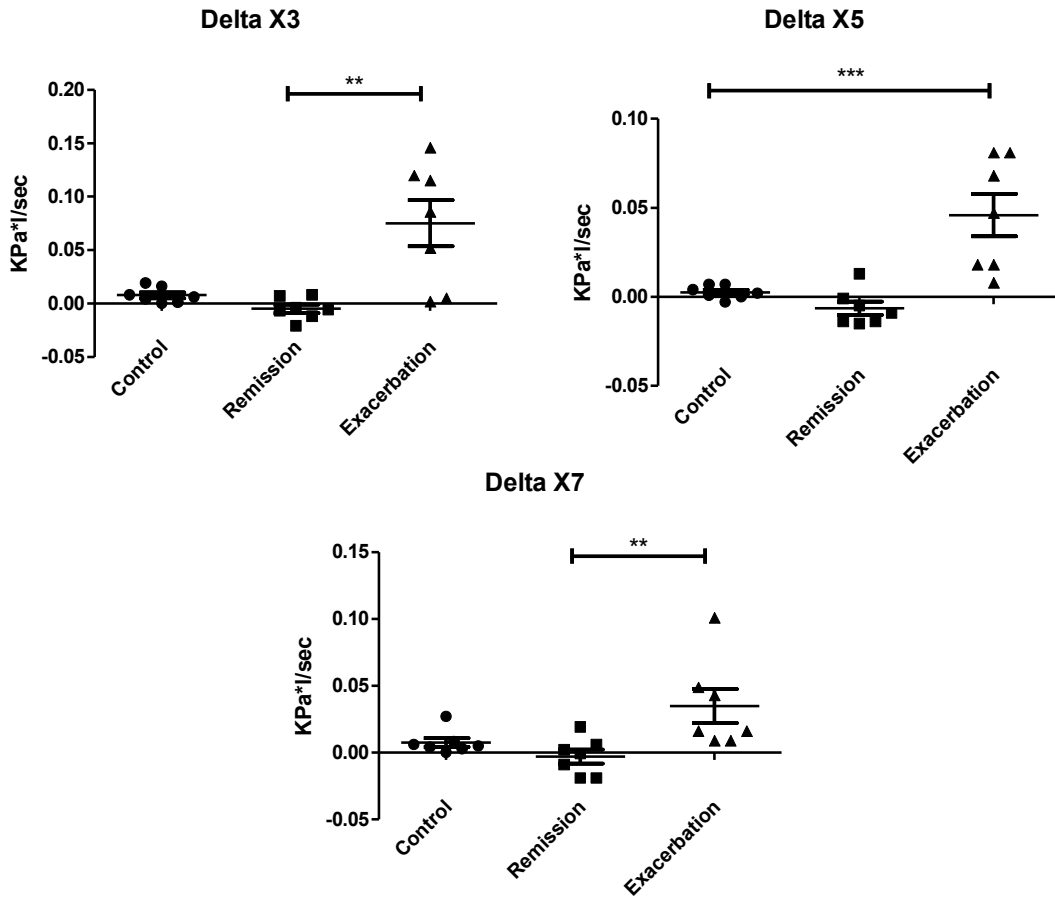 Delta X3
**
KPa*l/sec
0.20
0.15
0.10
0.05
0.00
-0.05
Control
Remission
Exacerbation
Delta X5
***
KPa*l/sec
0.10
0.05
0.00
-0.05
Control
Remission
Exacerbation
Delta X7
**
KPa*l/sec
0.15
0.10
0.05
0.00
-0.05
Control
Remission
Exacerbation